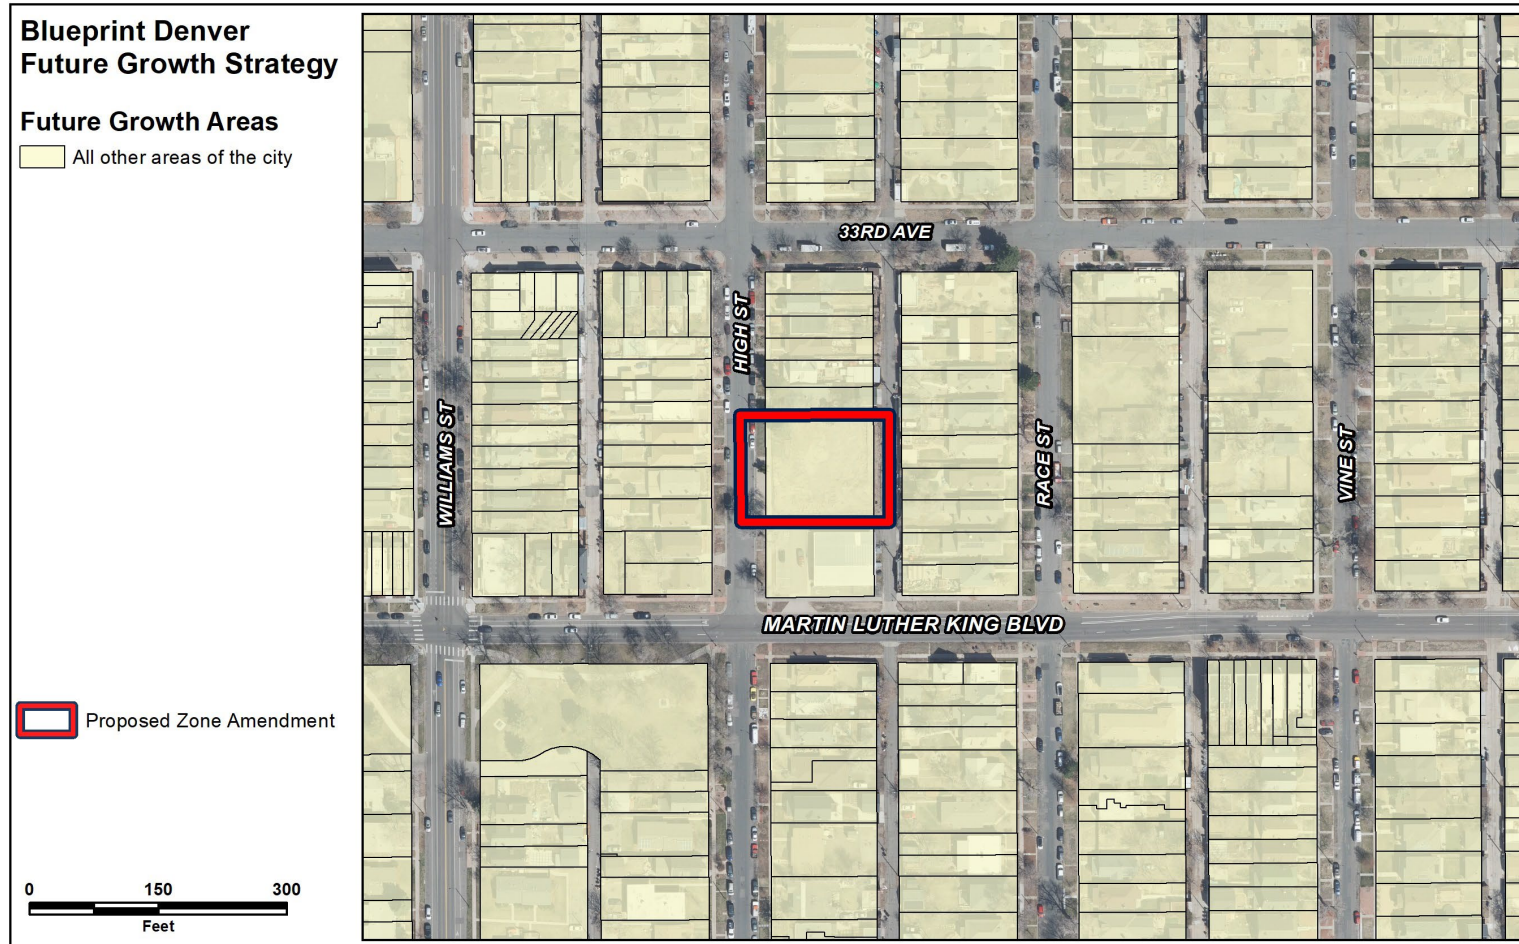 Blueprint Denver
Future Growth Strategy
Future Growth Areas
All other areas of the city
33RD AVE
HIGH ST
WILLIAMS ST
RACE ST
VINE ST
MARTIN LUTHER KING BLVD
Proposed Zone Amendment
0 150 300
Feet